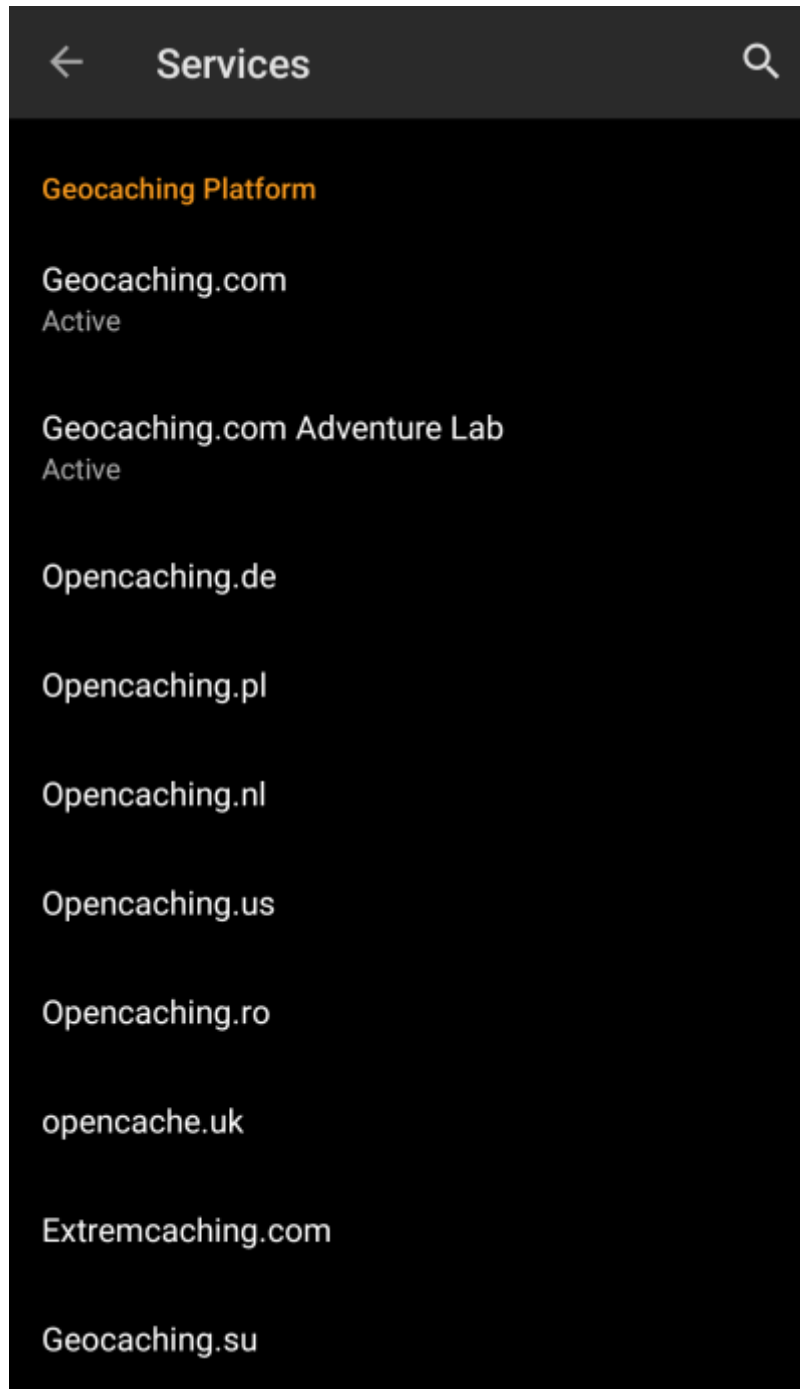 Services
Geocaching Platform
Geocaching.com
Active
Geocaching.com Adventure Lab
Active
Opencaching.de
Opencaching.pl
Opencaching.nl
Opencaching.us
Opencaching.ro
opencache.uk
Extremcaching.com
Geocaching.su